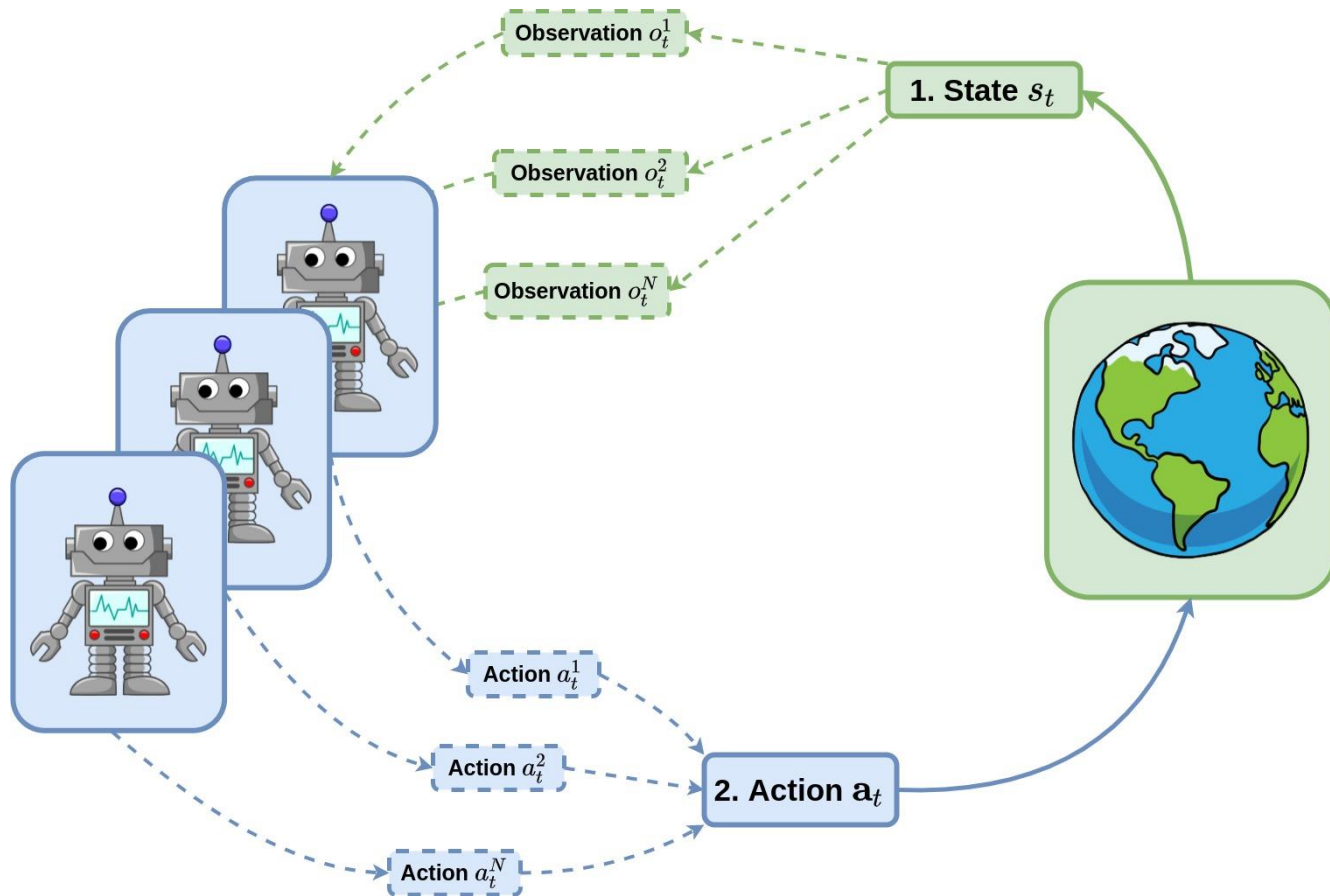 Observation $o_t^1$
1. State $s_t$
Observation $o_t^2$
Observation $o_t^N$
Action $a_t^1$
Action $a_t^2$
2. Action $\mathbf{a}_t$
Action $a_t^N$